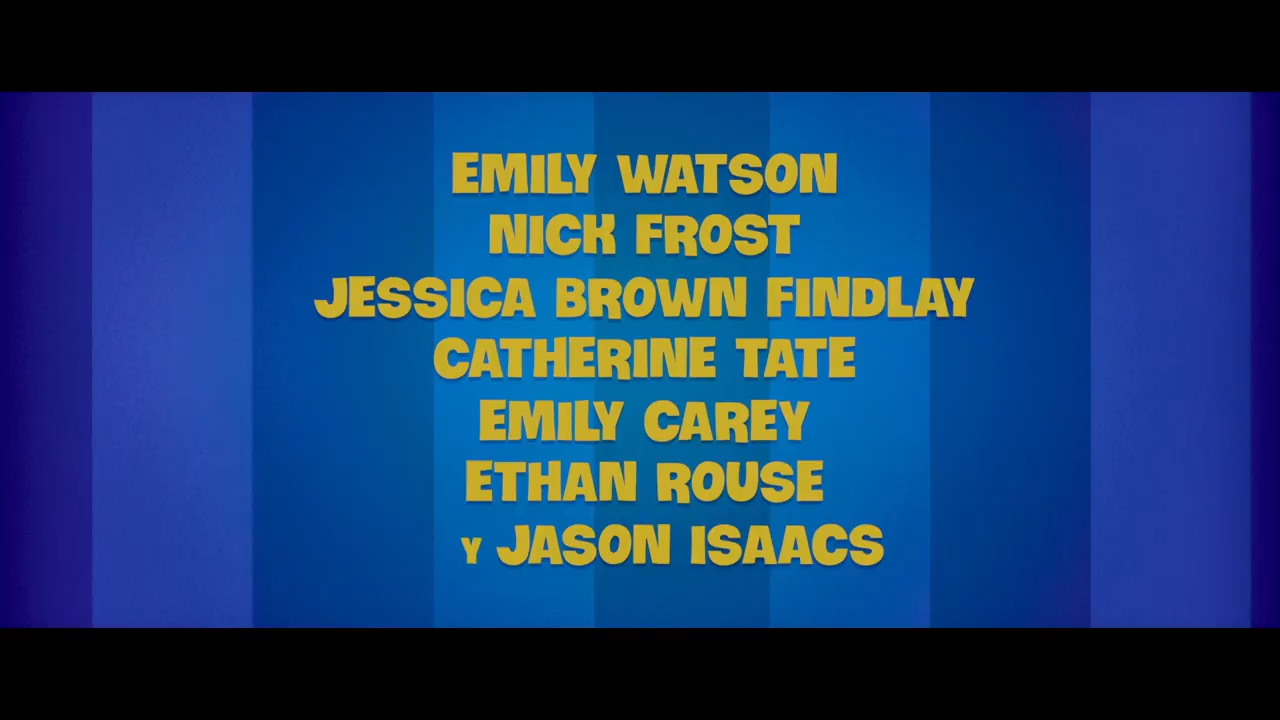 EMILY WATSON
NICK FROST
JESSICA BROWN FINDLAY
CATHERINE TATE
EMILY CAREY
ETHAN ROUSE
Y JASON ISAACS